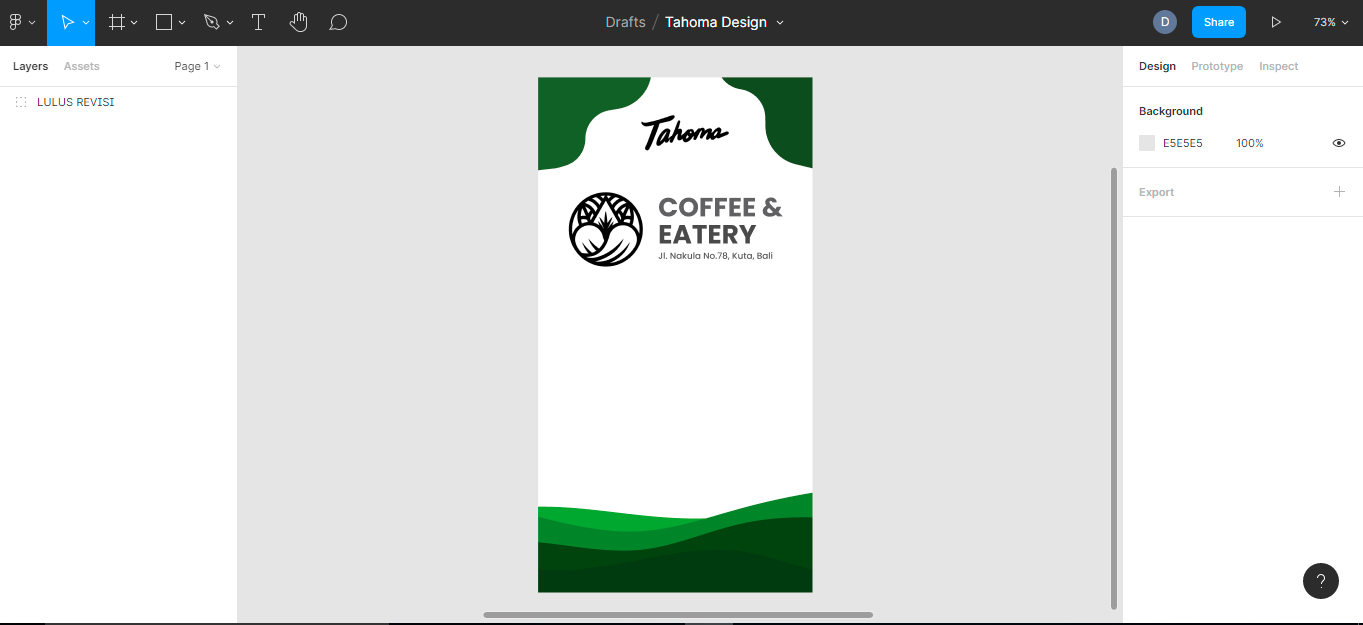 Drafts / Tahoma Design
D
Share
73%
Layers
Assets
Page 1
LULUS REVISI
Tahoma
COFFEE &
EATERY
Jl. Nakula No.78, Kuta, Bali
Design
Prototype
Inspect
Background
E5E5E5
100%
Export
?